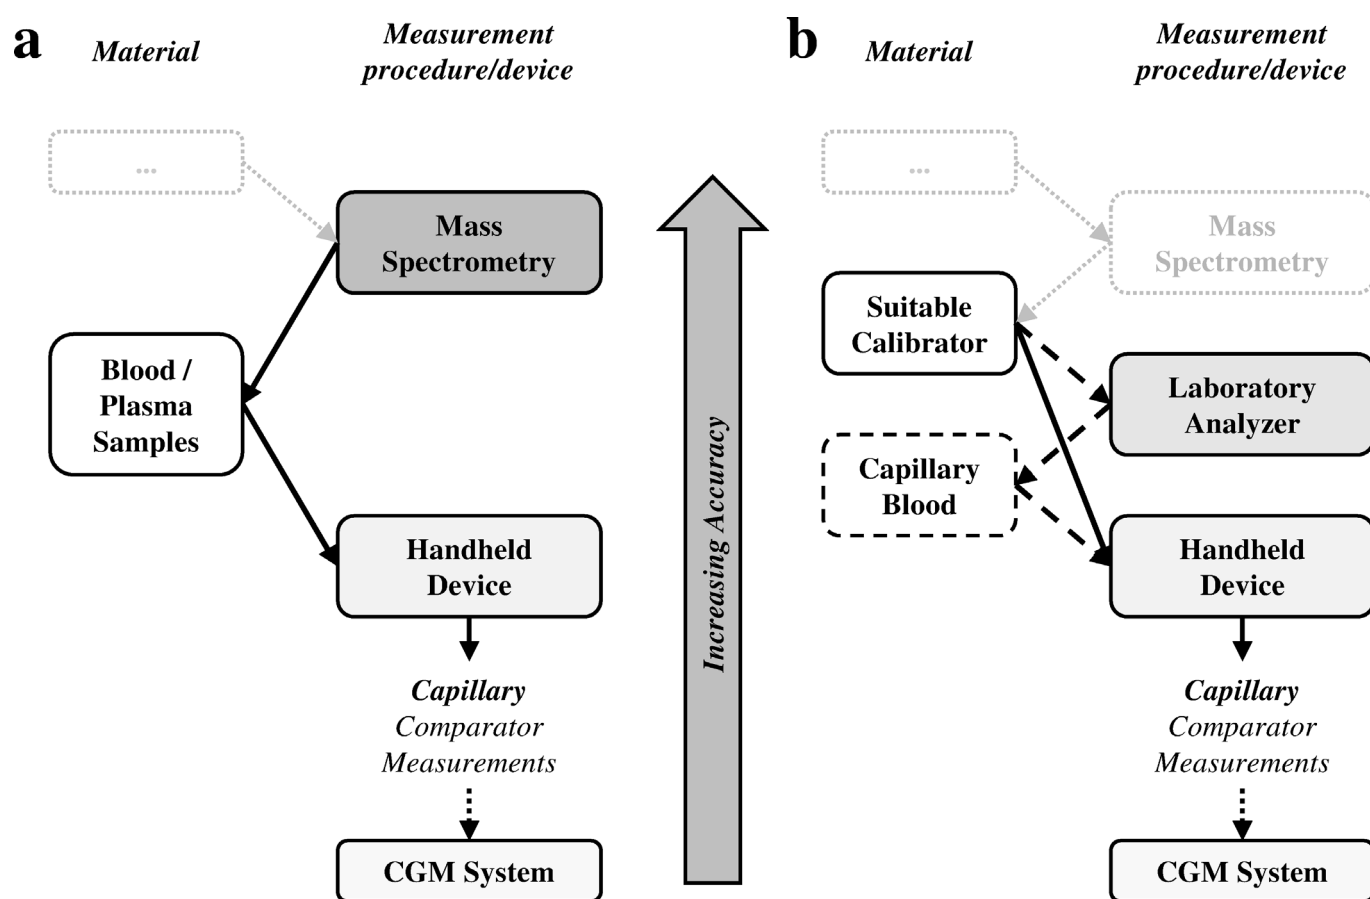 a
Material
Measurement
procedure/device
...
Mass
Spectrometry
Blood /
Plasma
Samples
Handheld
Device
Capillary
Comparator
Measurements
CGM System
Increasing Accuracy
b
Material
Measurement
procedure/device
...
Mass
Spectrometry
Suitable
Calibrator
Laboratory
Analyzer
Capillary
Blood
Handheld
Device
Capillary
Comparator
Measurements
CGM System